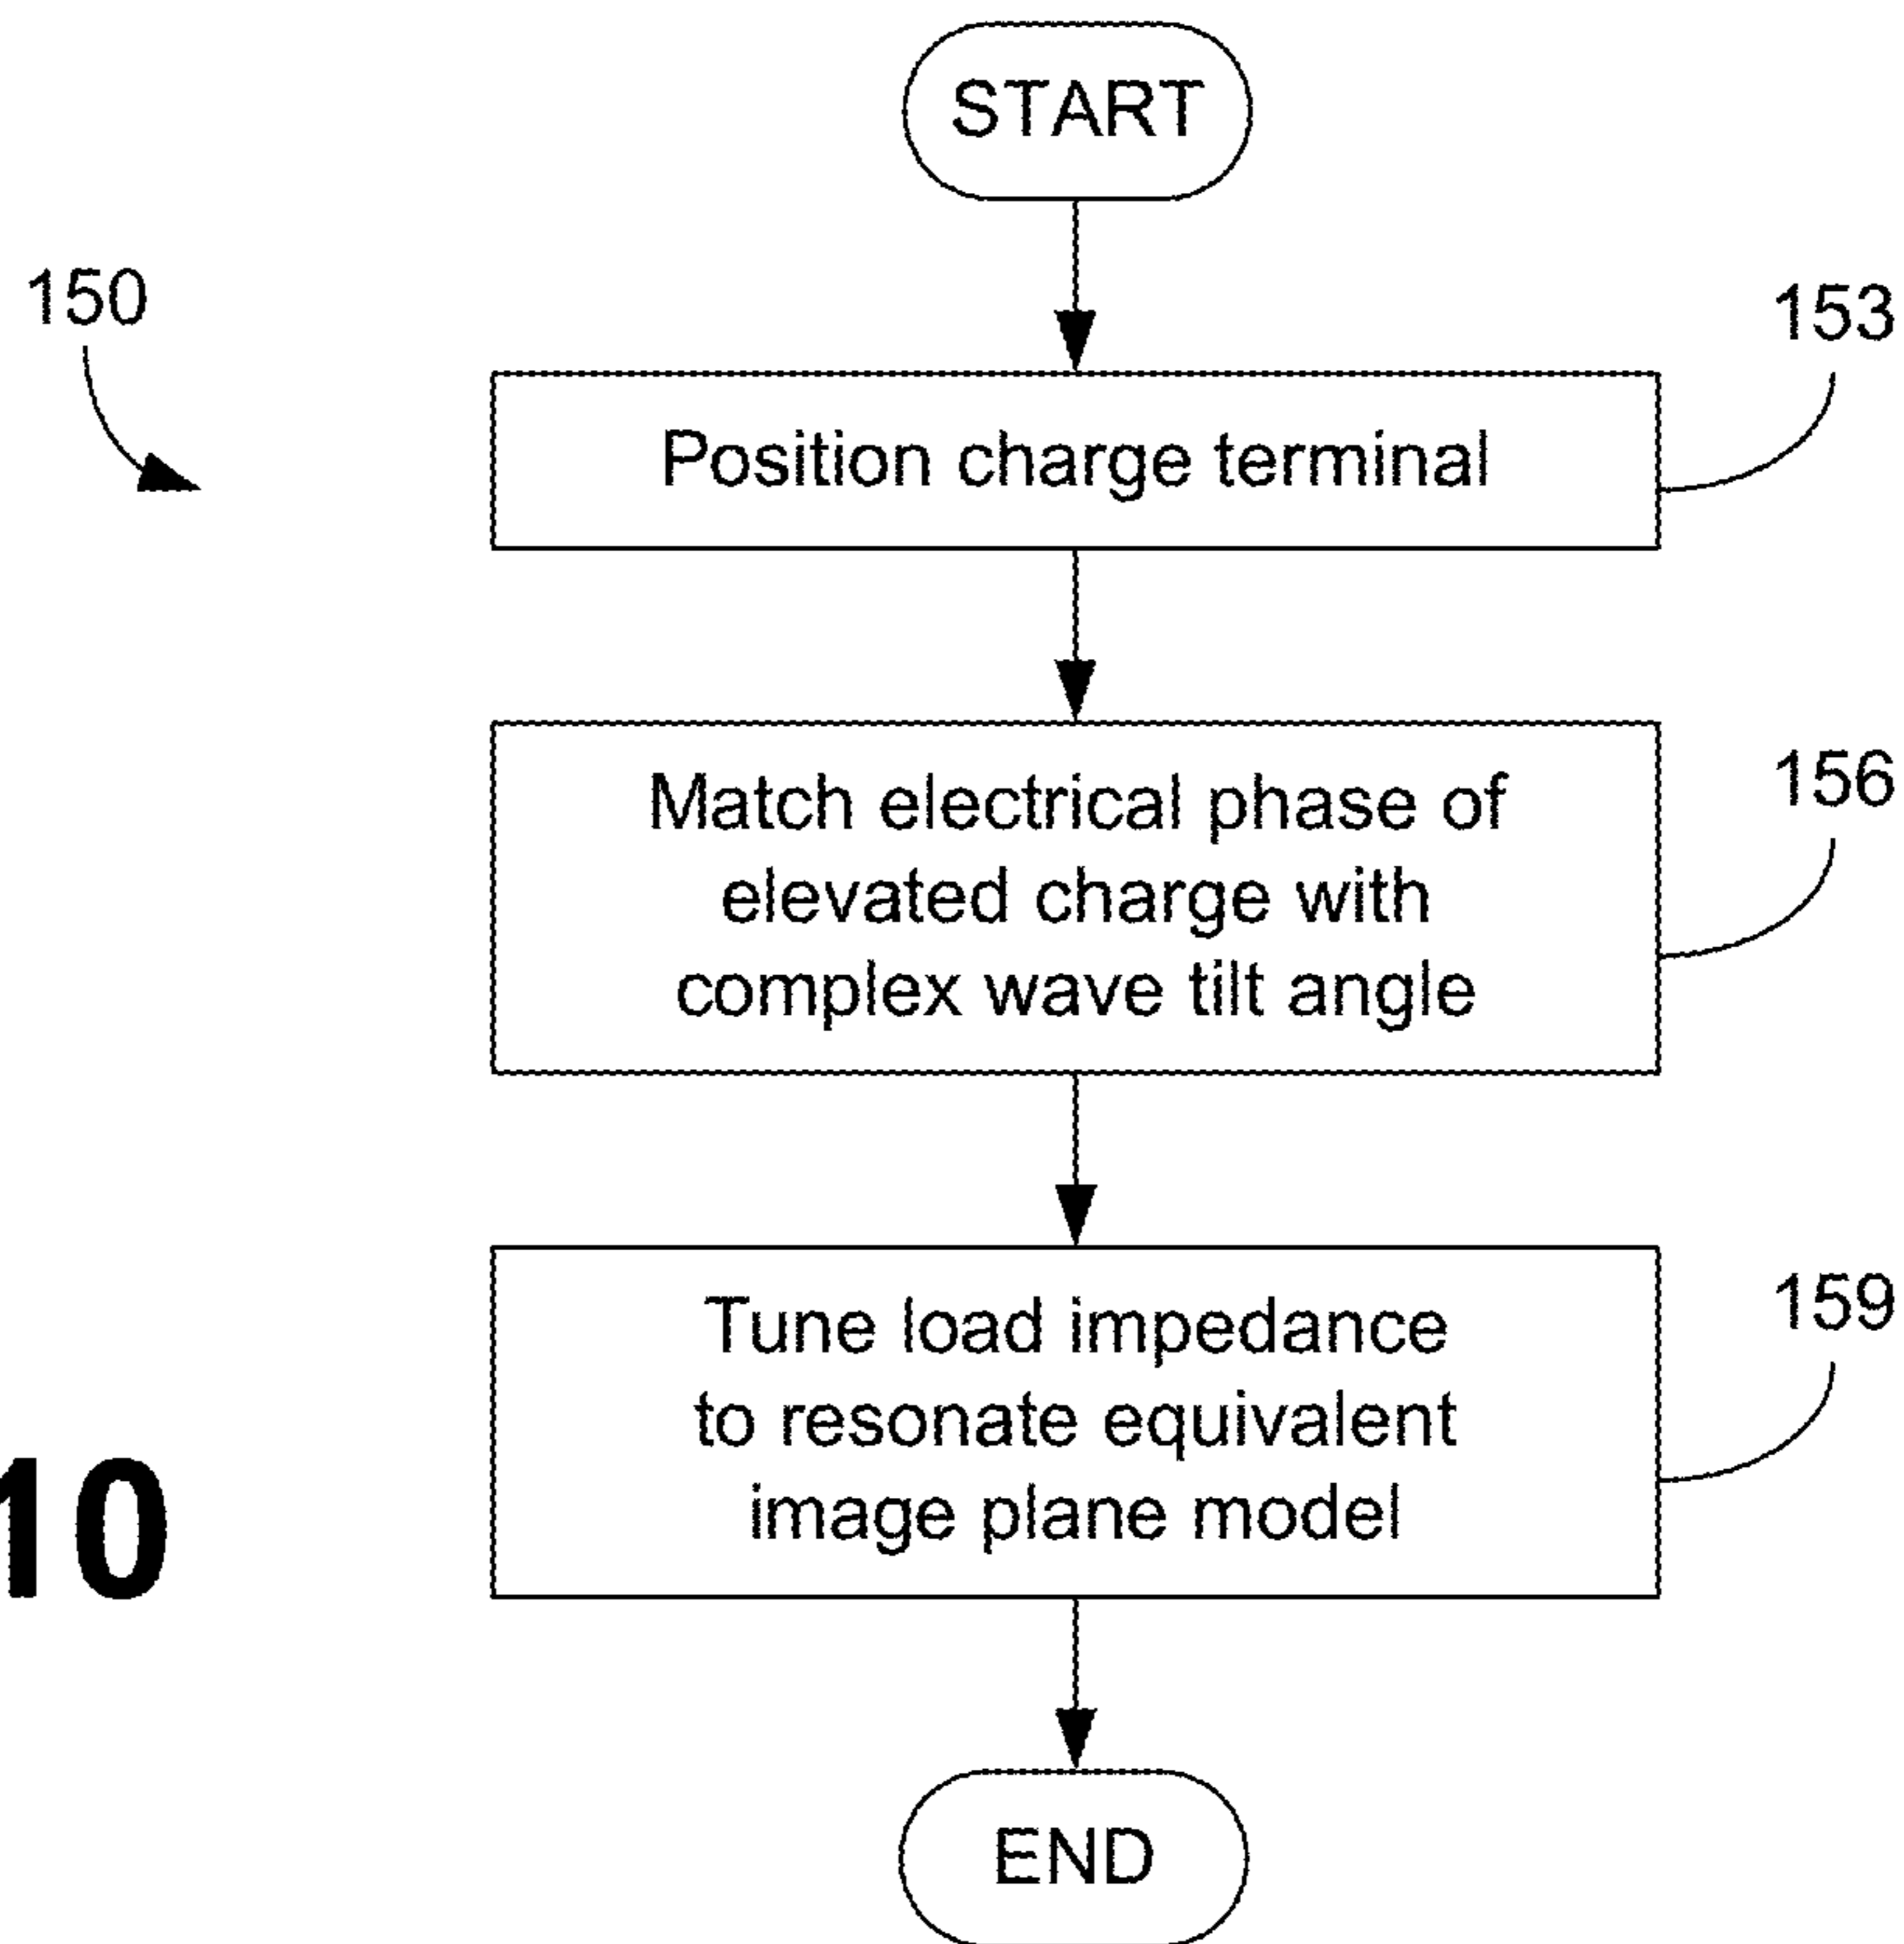 START
150
153
Position charge terminal
156
Match electrical phase of
elevated charge with
complex wave tilt angle
159
Tune load impedance
to resonate equivalent
image plane model
10
END